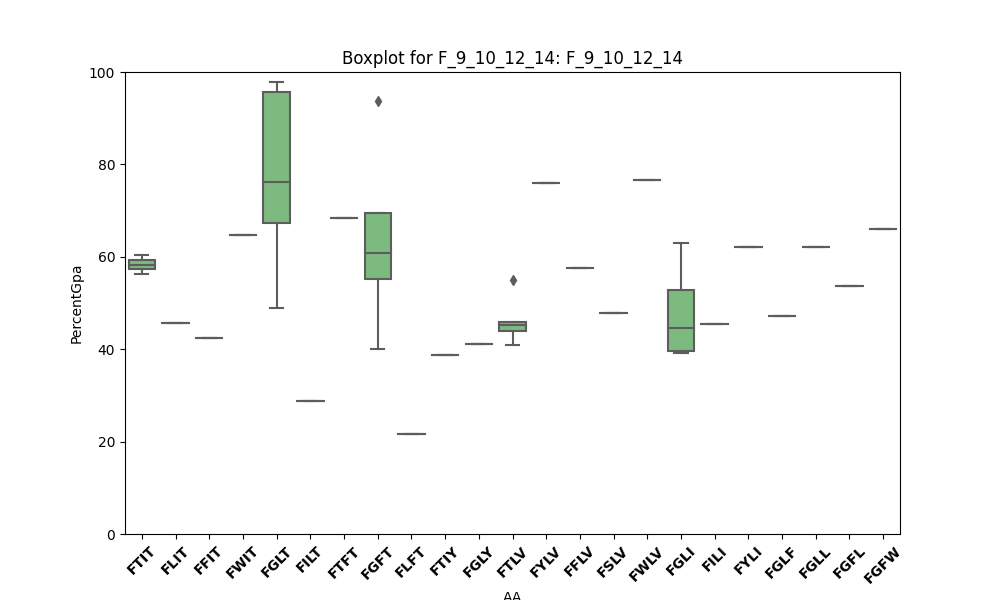 Boxplot for F_9_10_12_14: F_9_10_12_14
PercentGpa
100
80
60
40
20
0
FTIT FLIT FFIT FWIT FGLT FILT FTFT FGFT FLFT FTIY FGLY FTLV FYLV FFLV FSLV FWLV FGLI FILI FYLI FGLF FGLL FGFL FGFW
AA